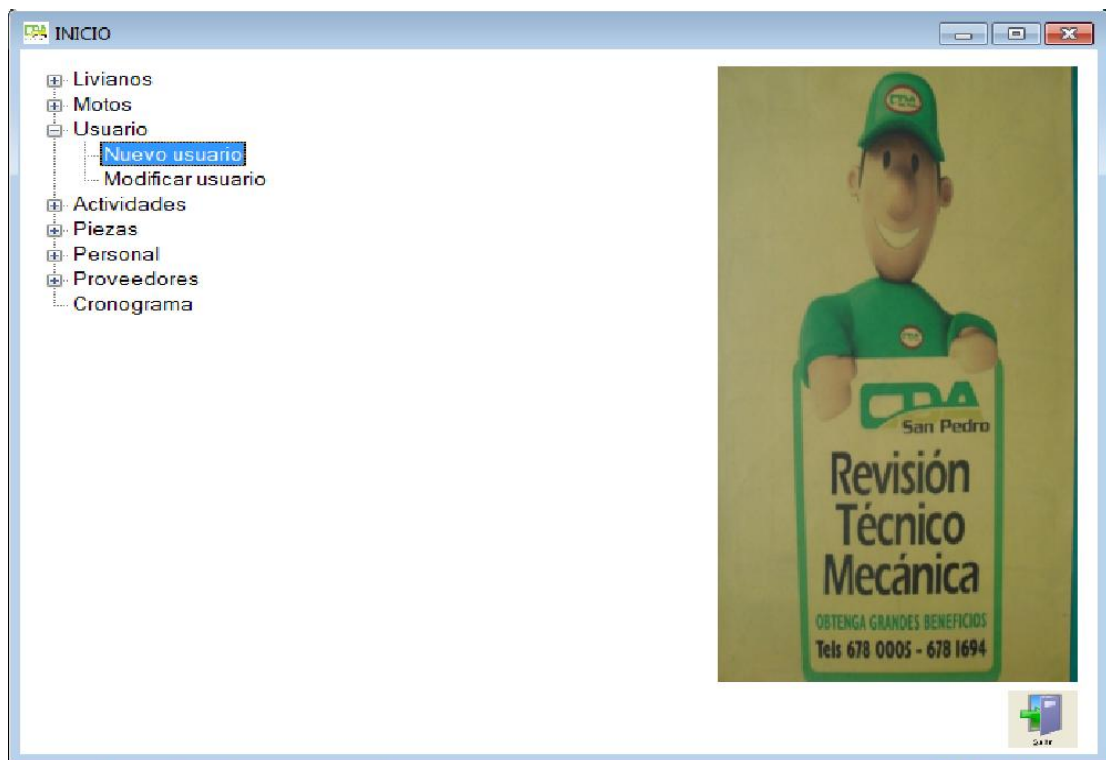 INICIO
Livianos
Motos
Usuario
Nuevo usuario
Modificar usuario
Actividades
Piezas
Personal
Proveedores
Cronograma
CDA
San Pedro
Revisión
Técnico
Mecánica
OBTENGA GRANDES BENEFICIOS
Tels 678 0005 - 678 1694
Salir